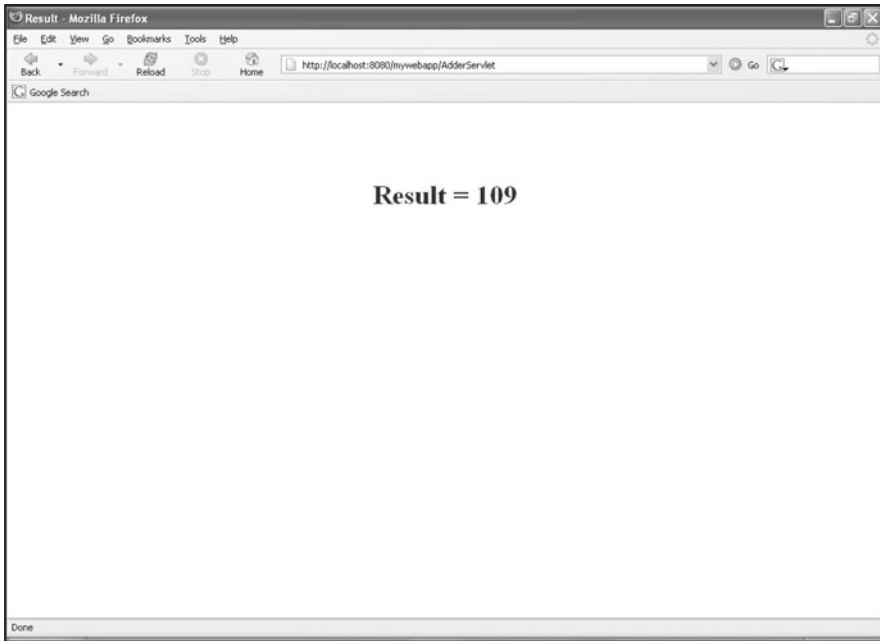 Result - Mozilla Firefox
File Edit View Go Bookmarks Tools Help
Back Forward Reload Stop Home http://localhost:8080/mywebapp/AdderServlet Go G
G Google Search
Result = 109
Done